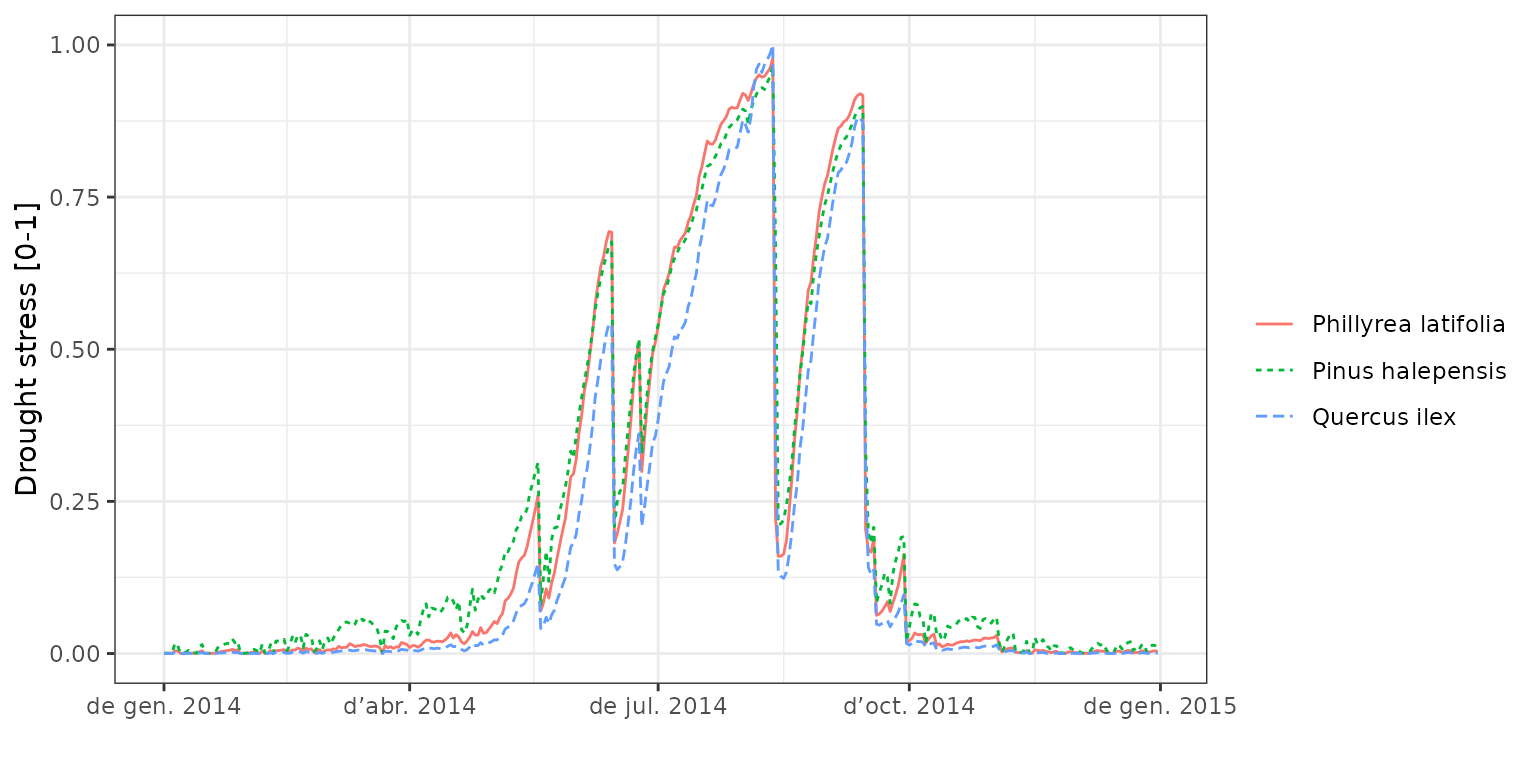 Drought stress [0-1]
1.00
0.75
0.50
0.25
0.00
de gen. 2014
d’abr. 2014
de jul. 2014
d’oct. 2014
de gen. 2015
Phillyrea latifolia
Pinus halepensis
Quercus ilex